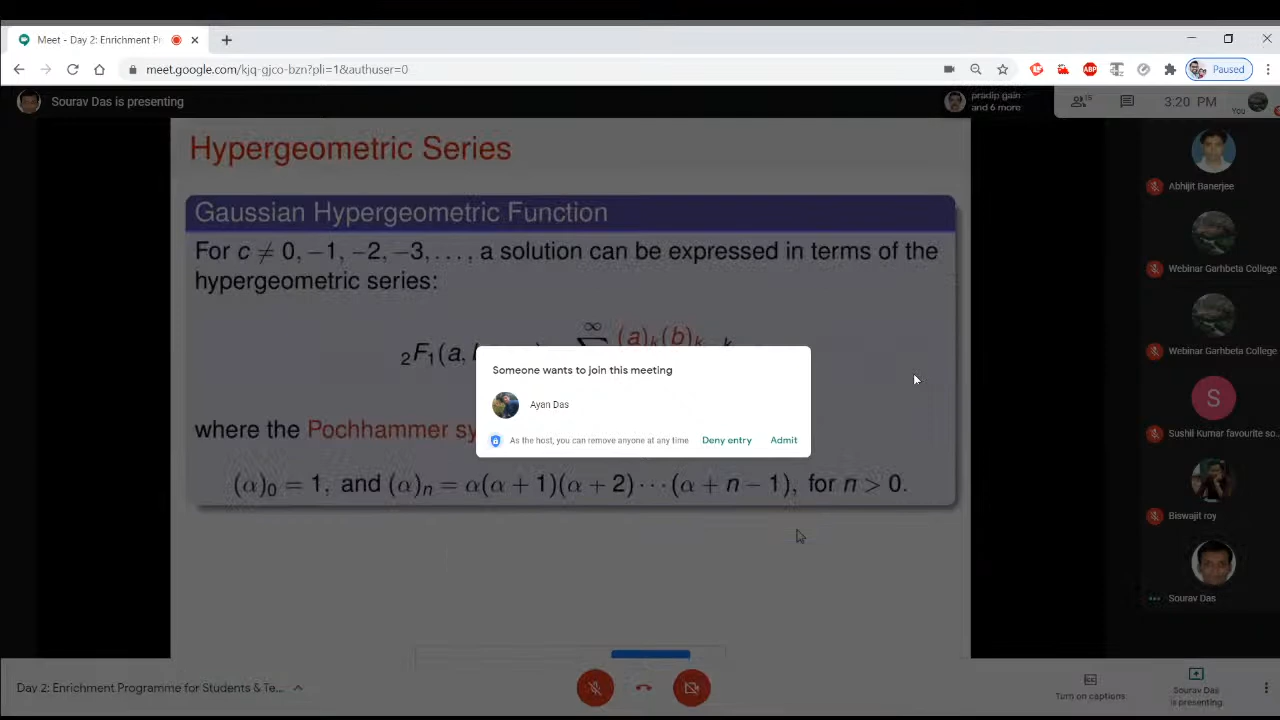 Meet - Day 2: Enrichment Pr
meet.google.com/kjq-gjco-bzn?pli=1&authuser=0
ABP
Paused
Sourav Das is presenting
pradip gain
and 6 more
15
3:20 PM
You
Hypergeometric Series
Gaussian Hypergeometric Function
For c ≠ 0, −1, −2, −3, . . . , a solution can be expressed in terms of the
hypergeometric series:
∞
(a)ₖ(b)ₖ
₂F₁(a,
where the Pochhammer sy
(α)₀ = 1, and (α)ₙ = α(α + 1)(α + 2) · · · (α + n − 1), for n > 0.
Someone wants to join this meeting
Ayan Das
As the host, you can remove anyone at any time
Deny entry
Admit
Abhijit Banerjee
Webinar Garhbeta College
Webinar Garhbeta College
S
Sushil Kumar favourite so...
Biswajit roy
Sourav Das
Day 2: Enrichment Programme for Students & Te...
Turn on captions
Sourav Das
is presenting